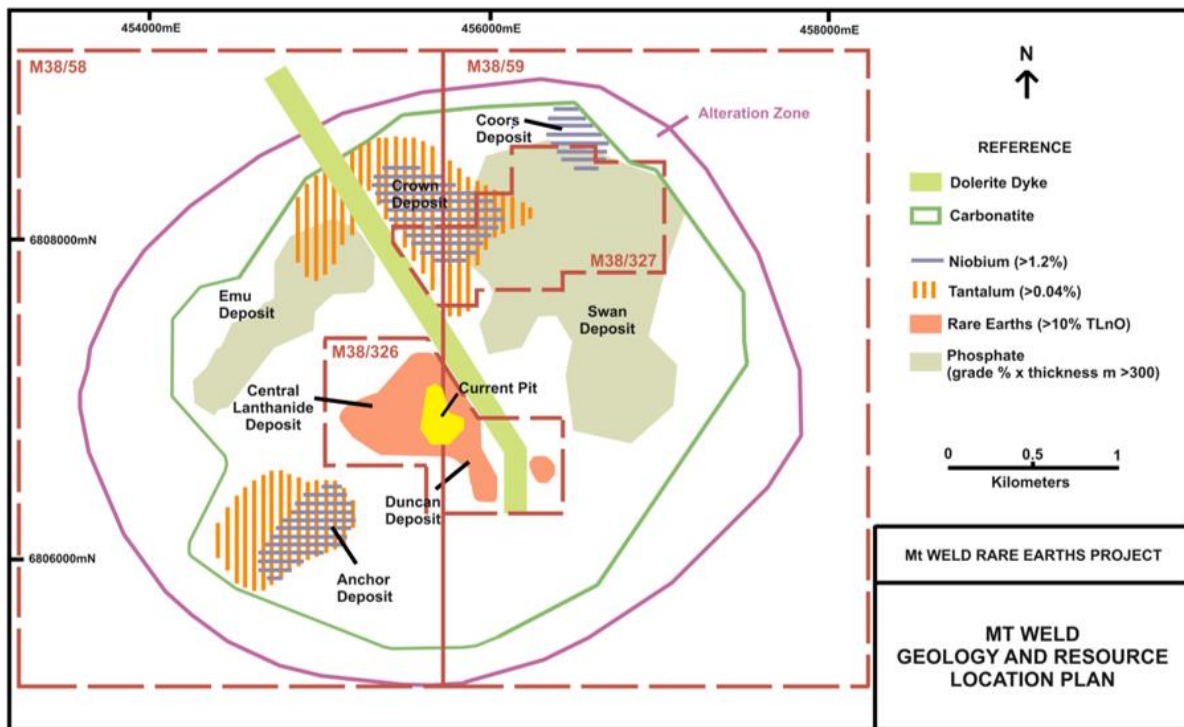 454000mE
456000mE
458000mE
M38/58
M38/59
N
Coors
Deposit
Alteration Zone
REFERENCE
Dolerite Dyke
Crown
Deposit
Carbonatite
6808000mN
M38/327
Niobium (>1.2%)
Tantalum (>0.04%)
Emu
Deposit
Swan
Deposit
Rare Earths (>10% TLnO)
M38/326
Phosphate
(grade % x thickness m >300)
Central
Lanthanide
Deposit
Current Pit
0
0.5
1
Kilometers
Duncan
Deposit
6806000mN
Anchor
Deposit
Mt WELD RARE EARTHS PROJECT
MT WELD
GEOLOGY AND RESOURCE
LOCATION PLAN